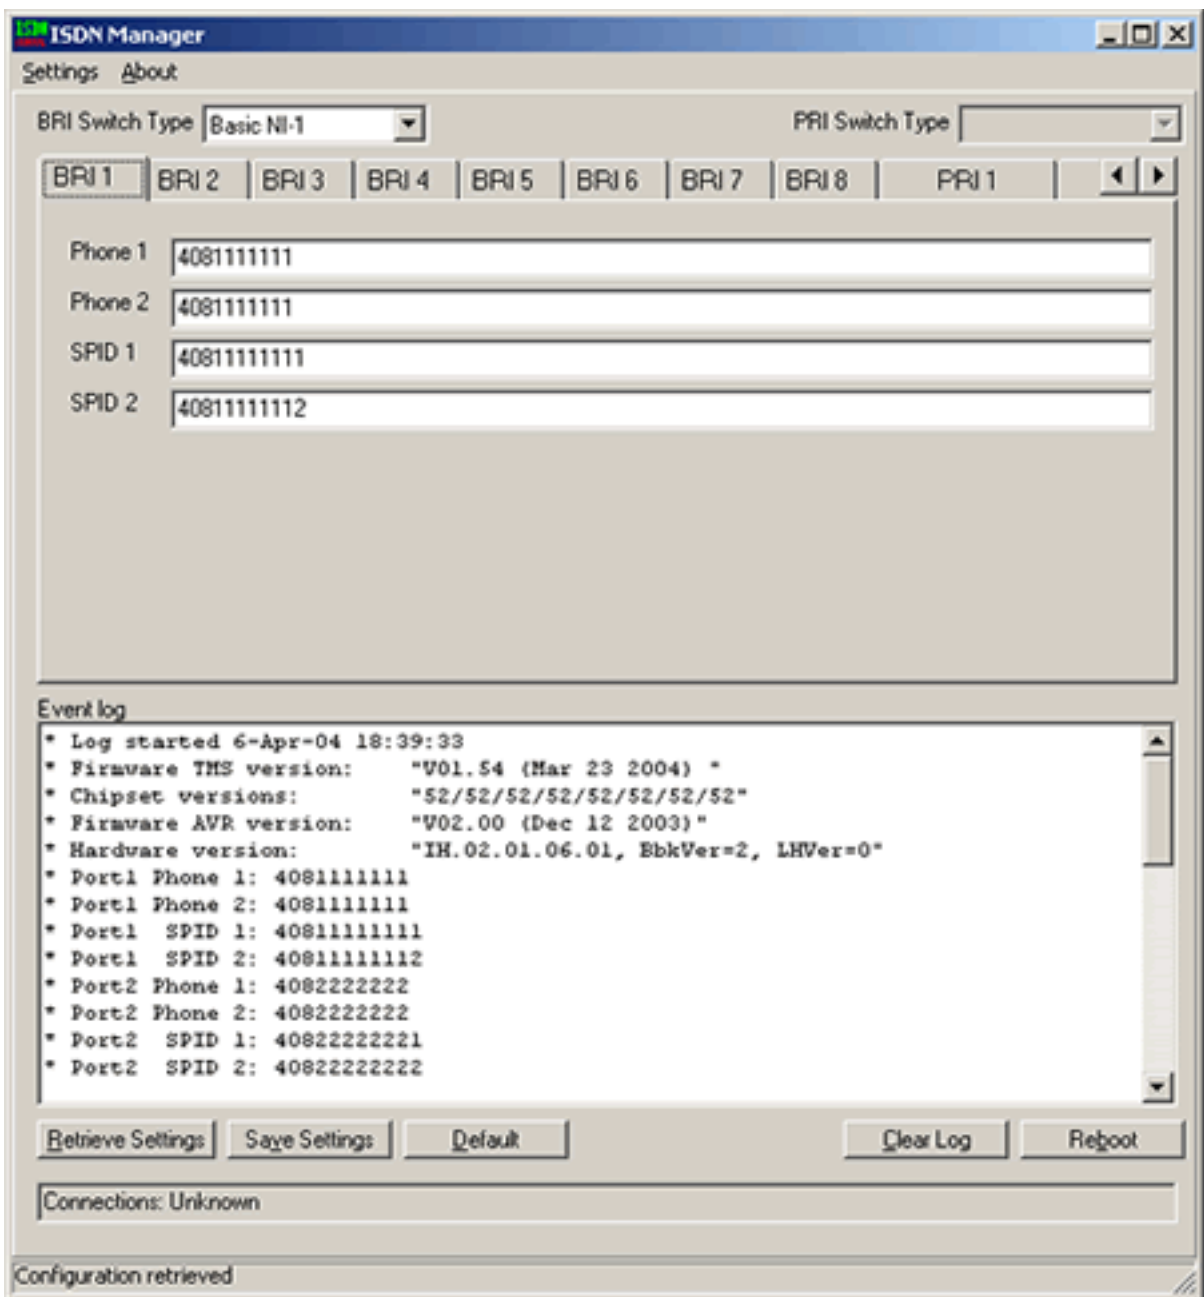 ISDN Manager
Settings About
BRI Switch Type Basic NI-1 PRI Switch Type
BRI 1 BRI 2 BRI 3 BRI 4 BRI 5 BRI 6 BRI 7 BRI 8 PRI 1
Phone 1 4081111111
Phone 2 4081111111
SPID 1 40811111111
SPID 2 40811111112
Event log
* Log started 6-Apr-04 18:39:33
* Firmware TMS version: "V01.54 (Mar 23 2004) "
* Chipset versions: "52/52/52/52/52/52/52/52"
* Firmware AVR version: "V02.00 (Dec 12 2003)"
* Hardware version: "IH.02.01.06.01, BbkVer=2, LHVer=0"
* Port1 Phone 1: 4081111111
* Port1 Phone 2: 4081111111
* Port1 SPID 1: 40811111111
* Port1 SPID 2: 40811111112
* Port2 Phone 1: 4082222222
* Port2 Phone 2: 4082222222
* Port2 SPID 1: 40822222221
* Port2 SPID 2: 40822222222
Retrieve Settings Save Settings Default Clear Log Reboot
Connections: Unknown
Configuration retrieved